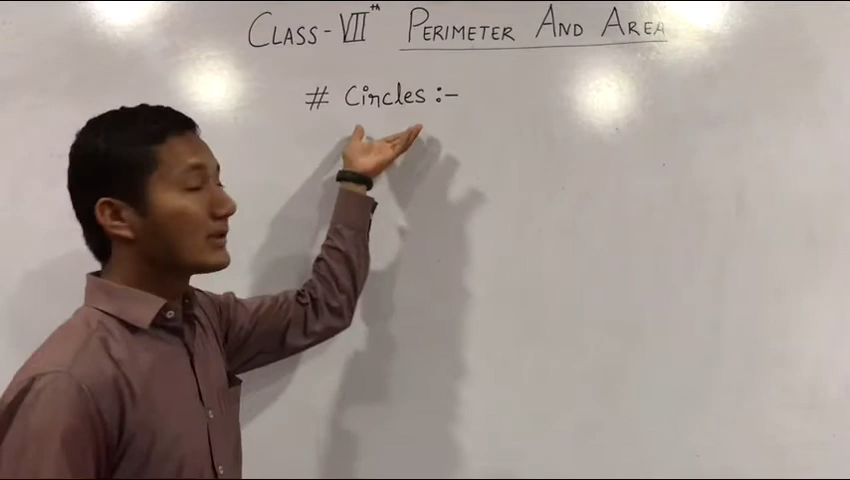 CLASS-VIIth PERIMETER AND AREA
# Circles :-